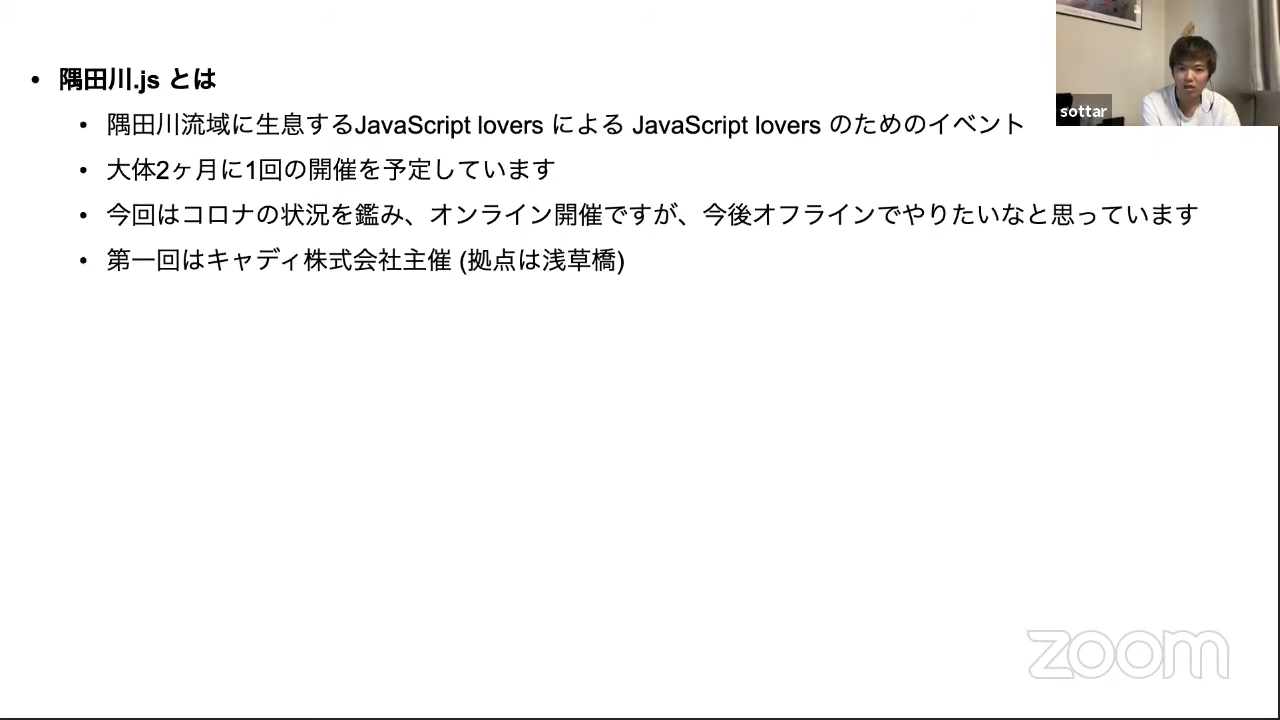 • 隅田川.js とは
• 隅田川流域に生息するJavaScript lovers による JavaScript lovers のためのイベント
• 大体2ヶ月に1回の開催を予定しています
• 今回はコロナの状況を鑑み、オンライン開催ですが、今後オフラインでやりたいなと思っています
• 第一回はキャディ株式会社主催 (拠点は浅草橋)
sottar
zoom